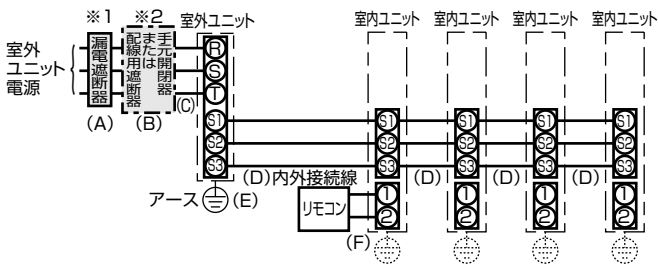 ※1
※2
室外ユニット
室内ユニット
室内ユニット
室内ユニット
室内ユニット
室外
ユニット
電源
漏電遮断器
手元開閉器
または
配線用遮断器
R
S
T
(A)
(B)
(C)
S1
S2
S3
S1
S2
S3
S1
S2
S3
S1
S2
S3
S1
S2
S3
(D)内外接続線
(D)
(D)
(D)
アース
(E)
リモコン
(F)
1
2
1
2
1
2
1
2